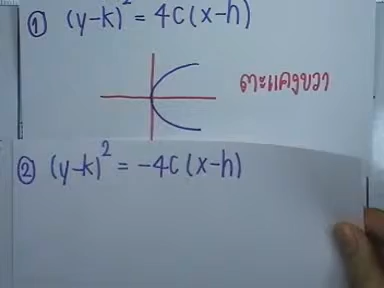 ① (y-k)² = 4C(x-h)
ตะแคงขวา
② (y-k)² = -4C(x-h)